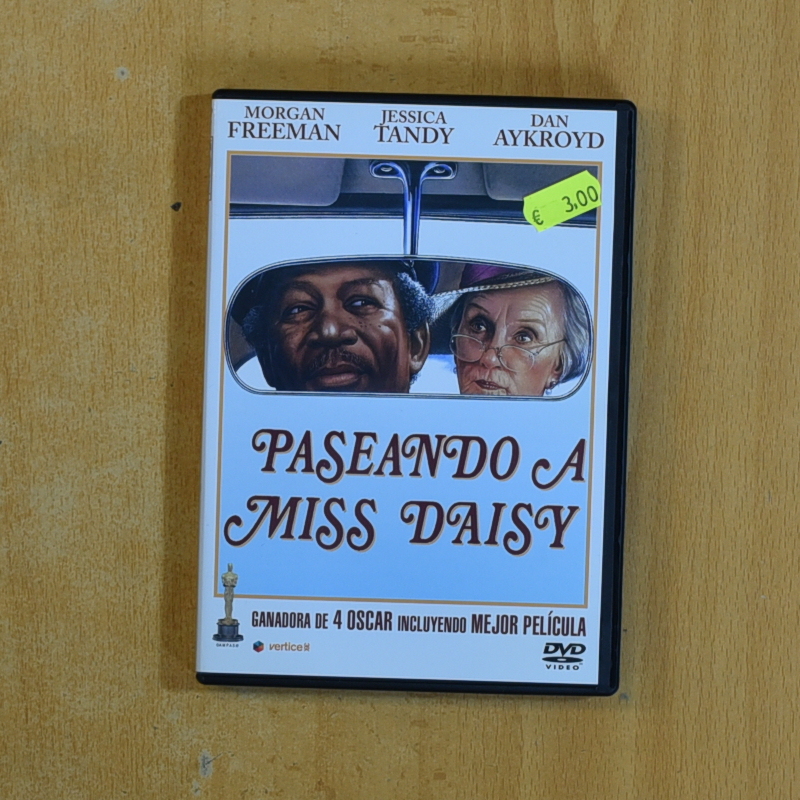 MORGAN FREEMAN
JESSICA TANDY
DAN AYKROYD
€ 3,00
PASEANDO A
MISS DAISY
GANADORA DE 4 OSCAR INCLUYENDO MEJOR PELÍCULA
vertice
DVD
VIDEO